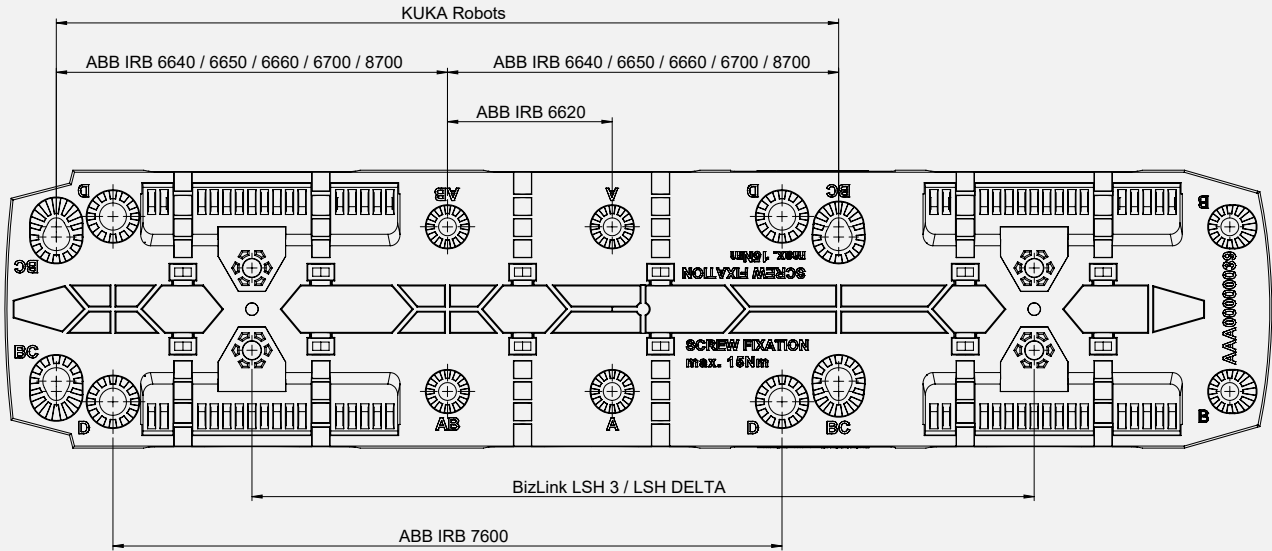 KUKA Robots
ABB IRB 6640 / 6650 / 6660 / 6700 / 8700
ABB IRB 6640 / 6650 / 6660 / 6700 / 8700
ABB IRB 6620
D
AB
A
D
BC
B
BC
max. 15Nm
SCREW FIXATION
AAA0000039
BC
SCREW FIXATION
max. 15Nm
D
AB
A
D
BC
B
BizLink LSH 3 / LSH DELTA
ABB IRB 7600